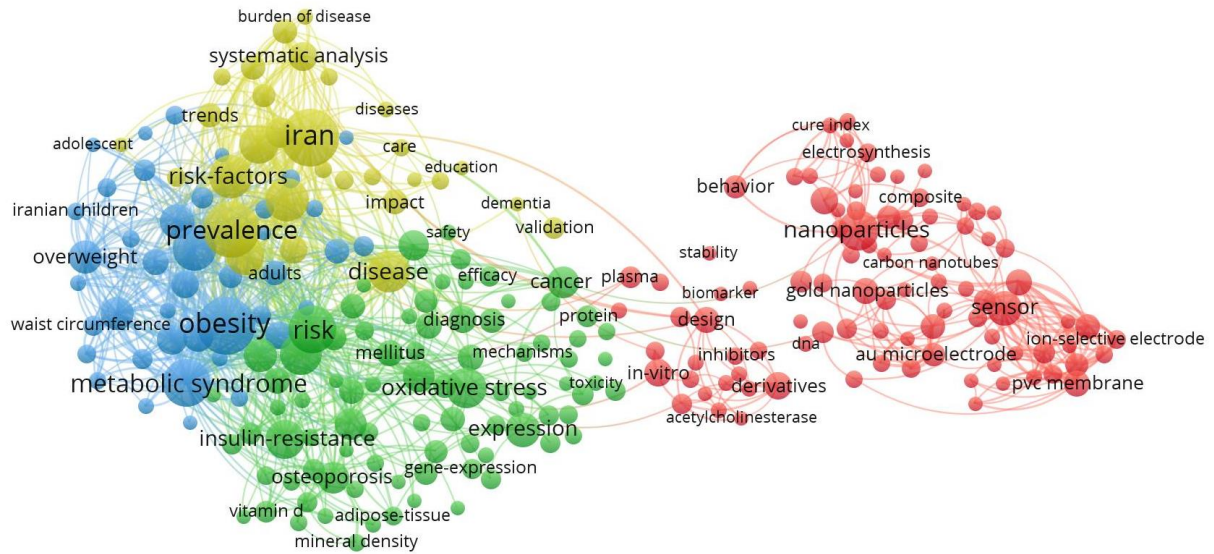 burden of disease
systematic analysis
trends
diseases
iran
adolescent
care
education
risk-factors
impact
iranian children
dementia
prevalence
safety
validation
overweight
adults
disease
efficacy
cancer
waist circumference
obesity
risk
diagnosis
protein
metabolic syndrome
mellitus
mechanisms
oxidative stress
toxicity
insulin-resistance
expression
osteoporosis
gene-expression
vitamin d
adipose-tissue
mineral density
cure index
electrosynthesis
behavior
composite
nanoparticles
stability
carbon nanotubes
plasma
biomarker
gold nanoparticles
sensor
design
dna
ion-selective electrode
inhibitors
au microelectrode
in-vitro
derivatives
pvc membrane
acetylcholinesterase